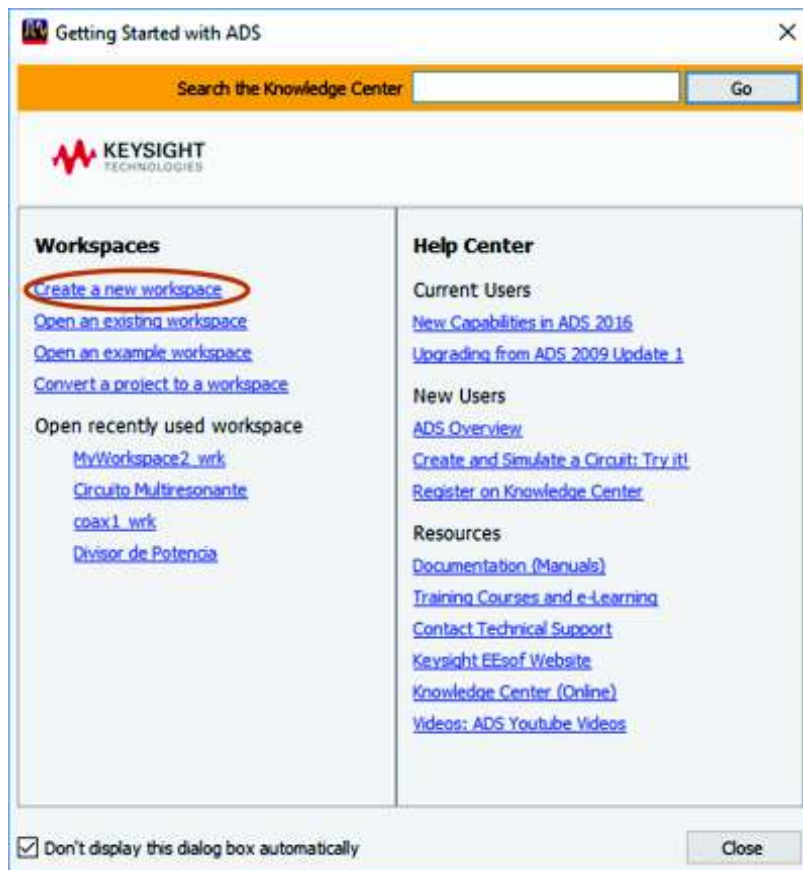 Getting Started with ADS
Search the Knowledge Center
Go
KEYSIGHT
TECHNOLOGIES
Workspaces
Create a new workspace
Open an existing workspace
Open an example workspace
Convert a project to a workspace
Open recently used workspace
MyWorkspace2_wrk
Circuito Multiresonante
coax1_wrk
Divisor de Potencia
Help Center
Current Users
New Capabilities in ADS 2016
Upgrading from ADS 2009 Update 1
New Users
ADS Overview
Create and Simulate a Circuit: Try it!
Register on Knowledge Center
Resources
Documentation (Manuals)
Training Courses and e-Learning
Contact Technical Support
Keysight EEsof Website
Knowledge Center (Online)
Videos: ADS Youtube Videos
Don't display this dialog box automatically
Close